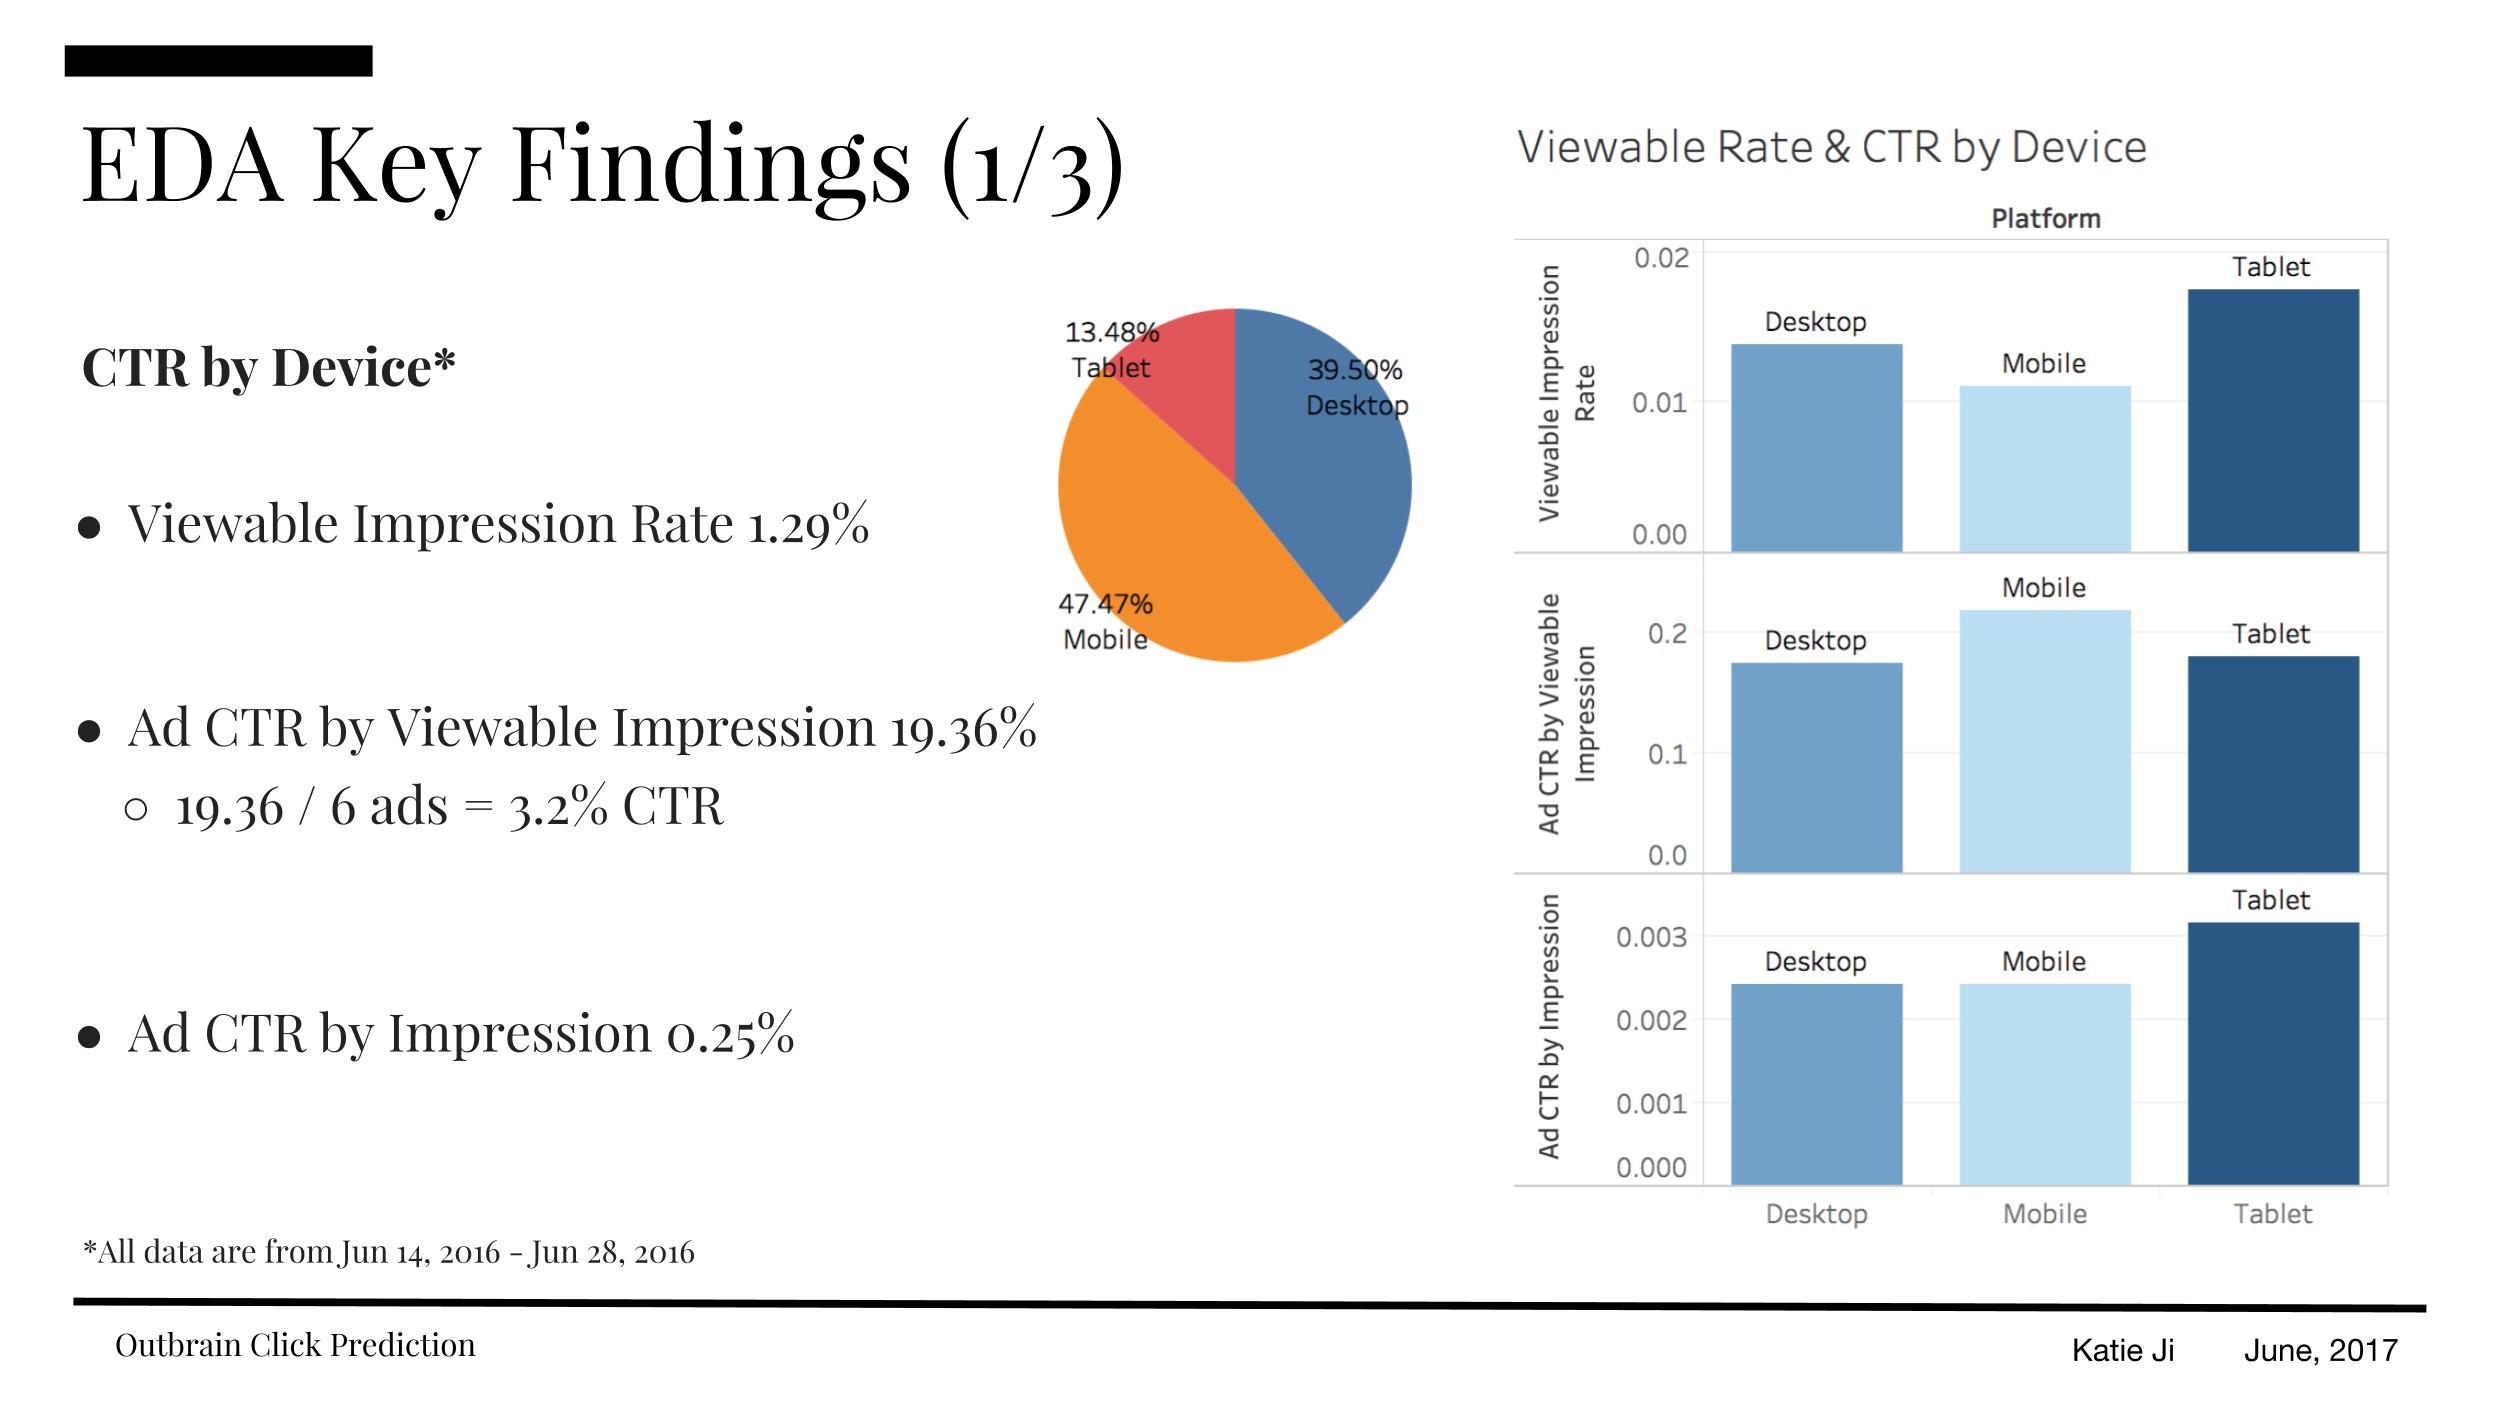 EDA Key Findings (1/3)
CTR by Device*
● Viewable Impression Rate 1.29%
● Ad CTR by Viewable Impression 19.36%
○ 19.36 / 6 ads = 3.2% CTR
● Ad CTR by Impression 0.25%
*All data are from Jun 14, 2016 - Jun 28, 2016
13.48%
Tablet
39.50%
Desktop
47.47%
Mobile
Viewable Rate & CTR by Device
Platform
Viewable Impression
Rate
0.02
0.01
0.00
Desktop
Mobile
Tablet
Ad CTR by Viewable
Impression
0.2
0.1
0.0
Desktop
Mobile
Tablet
Ad CTR by Impression
0.003
0.002
0.001
0.000
Desktop
Mobile
Tablet
Desktop
Mobile
Tablet
Outbrain Click Prediction
Katie Ji June, 2017